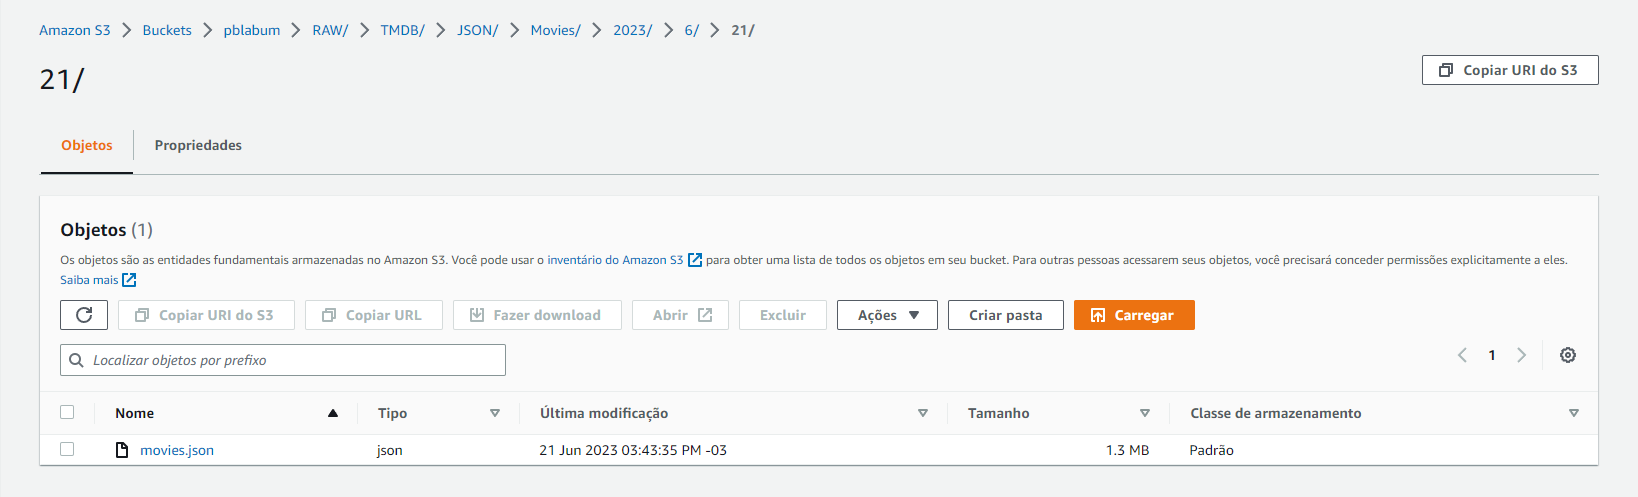 Amazon S3 Buckets pblabum RAW/ TMDB/ JSON/ Movies/ 2023/ 6/ 21/
21/
Copiar URI do S3
Objetos Propriedades
Objetos (1)
Os objetos são as entidades fundamentais armazenadas no Amazon S3. Você pode usar o inventário do Amazon S3 para obter uma lista de todos os objetos em seu bucket. Para outras pessoas acessarem seus objetos, você precisará conceder permissões explicitamente a eles.
Saiba mais
Copiar URI do S3 Copiar URL Fazer download Abrir Excluir Ações Criar pasta Carregar
Localizar objetos por prefixo
1
Nome Tipo Última modificação Tamanho Classe de armazenamento
movies.json json 21 Jun 2023 03:43:35 PM -03 1.3 MB Padrão